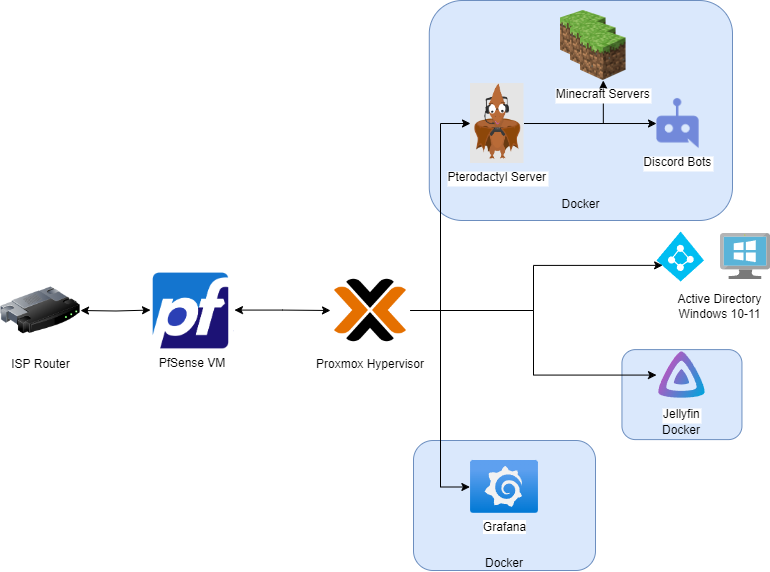 Minecraft Servers
Pterodactyl Server
Discord Bots
Docker
pf
ISP Router
PfSense VM
Proxmox Hypervisor
Active Directory
Windows 10-11
Jellyfin
Docker
Grafana
Docker